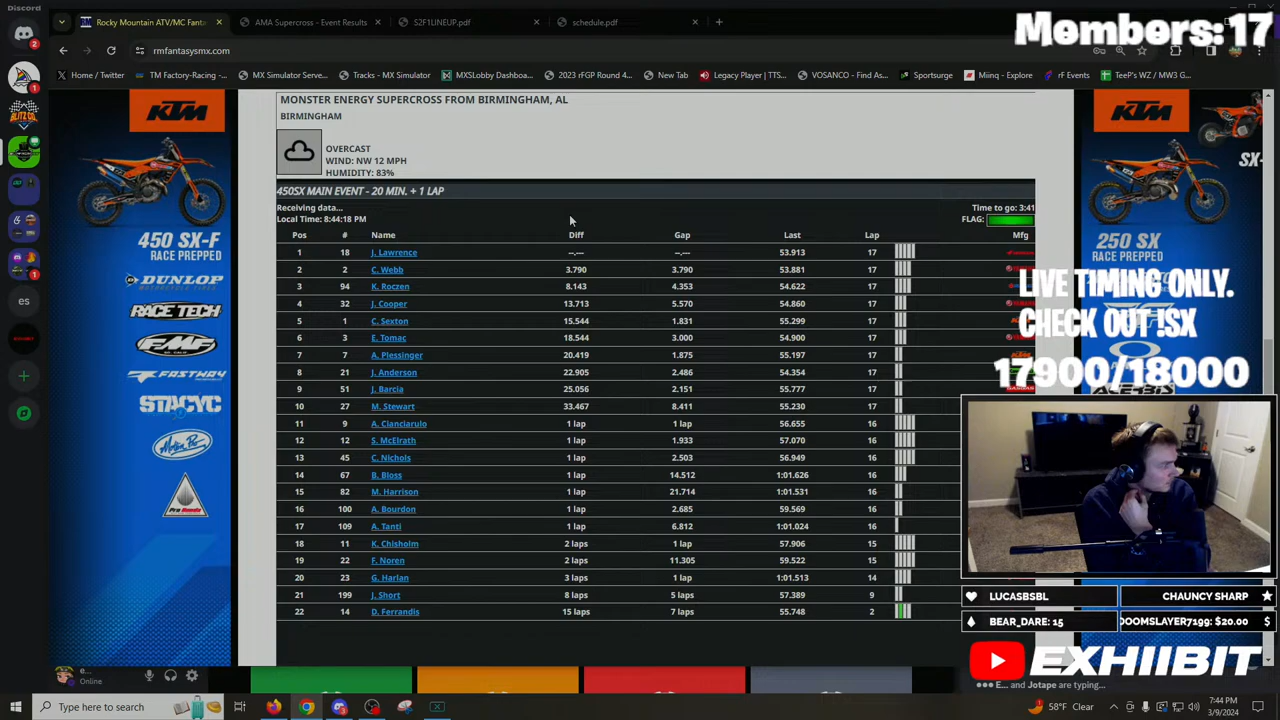 Discord
Rocky Mountain ATV/MC Fanta
AMA Supercross - Event Results
S2F1LINEUP.pdf
schedule.pdf
Members:17
rmfantasysmx.com
Home / Twitter
TM Factory-Racing -...
MX Simulator Serve...
Tracks - MX Simulator
MXSLobby Dashboa...
2023 rFGP Round 4...
New Tab
Legacy Player | TTS...
VOSANCO - Find As...
Sportsurge
Miinq - Explore
rF Events
TeeP's WZ / MW3 G...
KTM
450 SX-F
RACE PREPPED
DUNLOP
RACE TECH
FMF
FASTWAY
STACYC
Motion Pro
Pro Honda
es
MONSTER ENERGY SUPERCROSS FROM BIRMINGHAM, AL
BIRMINGHAM
OVERCAST
WIND: NW 12 MPH
HUMIDITY: 83%
450SX MAIN EVENT - 20 MIN. + 1 LAP
Receiving data...
Time to go: 3:41
Local Time: 8:44:18 PM
FLAG:
Pos # Name Diff Gap Last Lap Mfg
1 18 J. Lawrence --.--- --.--- 53.913 17
2 2 C. Webb 3.790 3.790 53.881 17
3 94 K. Roczen 8.143 4.353 54.622 17
4 32 J. Cooper 13.713 5.570 54.860 17
5 1 C. Sexton 15.544 1.831 55.299 17
6 3 E. Tomac 18.544 3.000 54.900 17
7 7 A. Plessinger 20.419 1.875 55.197 17
8 21 J. Anderson 22.905 2.486 54.354 17
9 51 J. Barcia 25.056 2.151 55.777 17
10 27 M. Stewart 33.467 8.411 55.230 17
11 9 A. Cianciarulo 1 lap 56.655 16
12 12 S. McElrath 1 lap 1.933 57.070 16
13 45 C. Nichols 1 lap 2.503 56.949 16
14 67 B. Bloss 1 lap 14.512 1:01.626 16
15 82 M. Harrison 1 lap 21.714 1:01.531 16
16 100 A. Bourdon 1 lap 2.685 59.569 16
17 109 A. Tanti 1 lap 6.812 1:01.024 16
18 11 K. Chisholm 2 laps 1 lap 57.906 15
19 22 F. Noren 2 laps 11.305 59.522 15
20 23 G. Harlan 3 laps 1 lap 1:01.513 14
21 199 J. Short 8 laps 5 laps 57.389 9
22 14 D. Ferrandis 15 laps 7 laps 55.748 2
KTM
SX-
250 SX
RACE PREPPED
LIVE TIMING ONLY.
CHECK OUT !SX
17900/18000
LUCASBSBL
CHAUNCY SHARP
BEAR_DARE: 15
DOOMSLAYER7199: $20.00
$
EXHIIBIT
E... and Jotape are typing...
e...
Online
Type here to search
58°F Clear
7:44 PM
3/9/2024